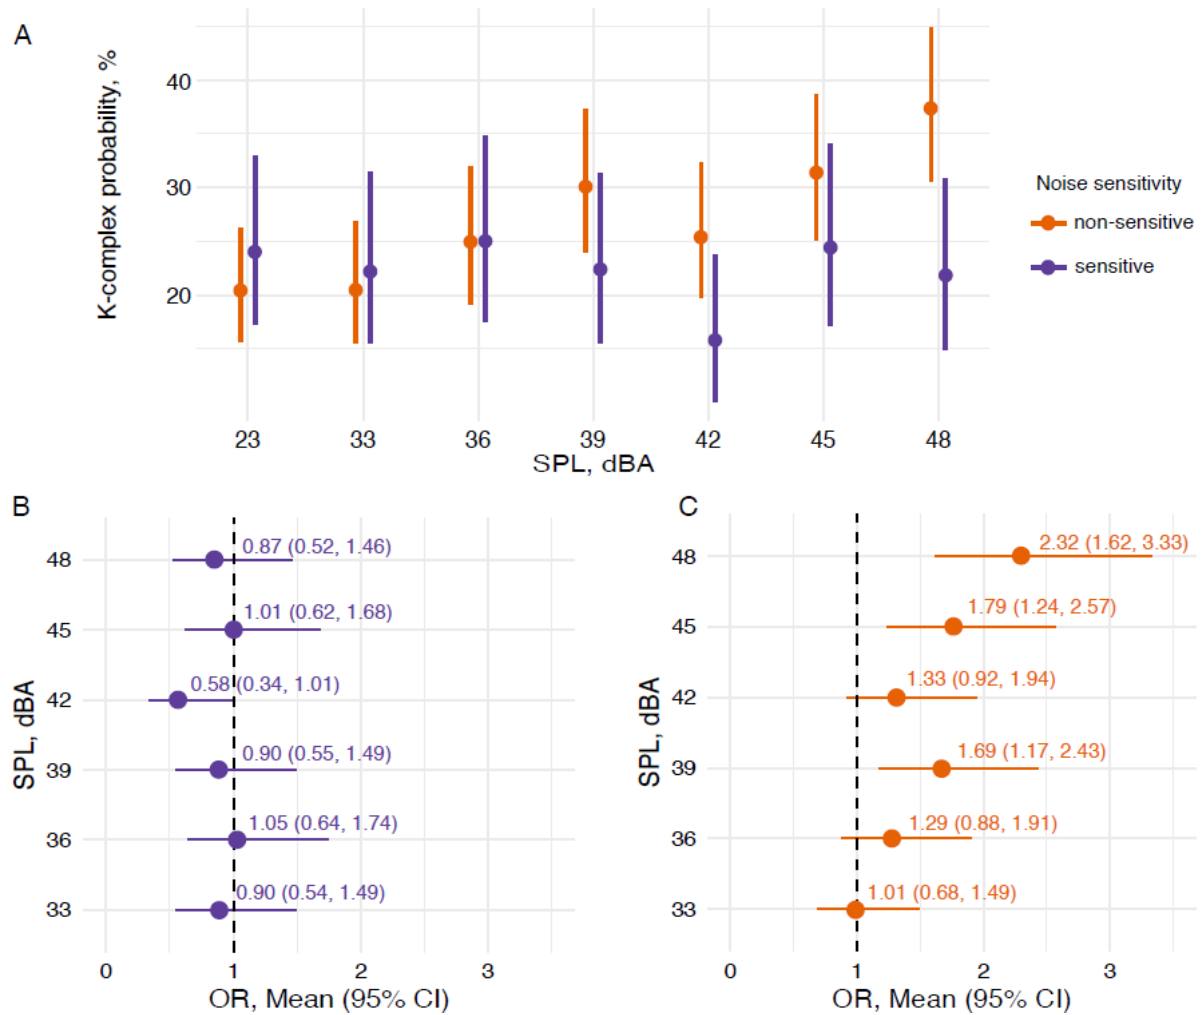 A
K-complex probability, %
40
30
20
23 33 36 39 42 45 48
SPL, dBA
Noise sensitivity
non-sensitive
sensitive
B
SPL, dBA
48
0.87 (0.52, 1.46)
45
1.01 (0.62, 1.68)
42
0.58 (0.34, 1.01)
39
0.90 (0.55, 1.49)
36
1.05 (0.64, 1.74)
33
0.90 (0.54, 1.49)
0 1 2 3
OR, Mean (95% CI)
C
SPL, dBA
48
2.32 (1.62, 3.33)
45
1.79 (1.24, 2.57)
42
1.33 (0.92, 1.94)
39
1.69 (1.17, 2.43)
36
1.29 (0.88, 1.91)
33
1.01 (0.68, 1.49)
0 1 2 3
OR, Mean (95% CI)